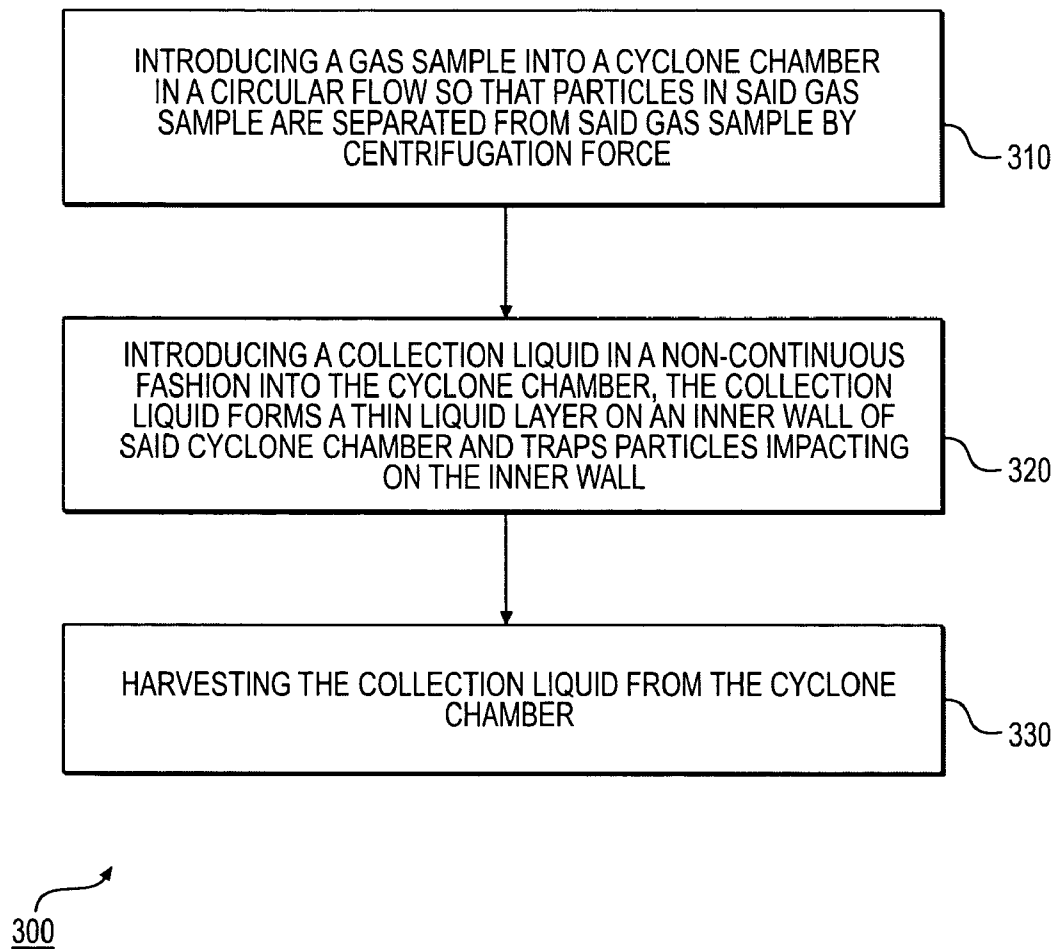 INTRODUCING A GAS SAMPLE INTO A CYCLONE CHAMBER
IN A CIRCULAR FLOW SO THAT PARTICLES IN SAID GAS
SAMPLE ARE SEPARATED FROM SAID GAS SAMPLE BY
CENTRIFUGATION FORCE
310
INTRODUCING A COLLECTION LIQUID IN A NON-CONTINUOUS
FASHION INTO THE CYCLONE CHAMBER, THE COLLECTION
LIQUID FORMS A THIN LIQUID LAYER ON AN INNER WALL OF
SAID CYCLONE CHAMBER AND TRAPS PARTICLES IMPACTING
ON THE INNER WALL
320
HARVESTING THE COLLECTION LIQUID FROM THE CYCLONE
CHAMBER
330
300